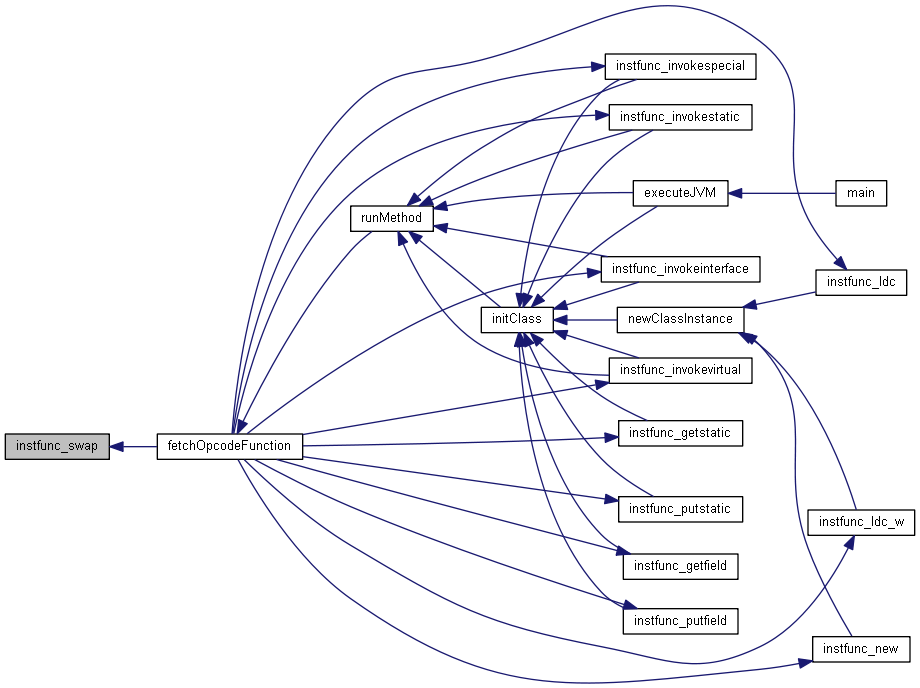 instfunc_invokespecial
instfunc_invokestatic
executeJVM
main
runMethod
instfunc_invokeinterface
instfunc_ldc
initClass
newClassInstance
instfunc_invokevirtual
instfunc_getstatic
instfunc_swap
fetchOpcodeFunction
instfunc_putstatic
instfunc_ldc_w
instfunc_getfield
instfunc_putfield
instfunc_new